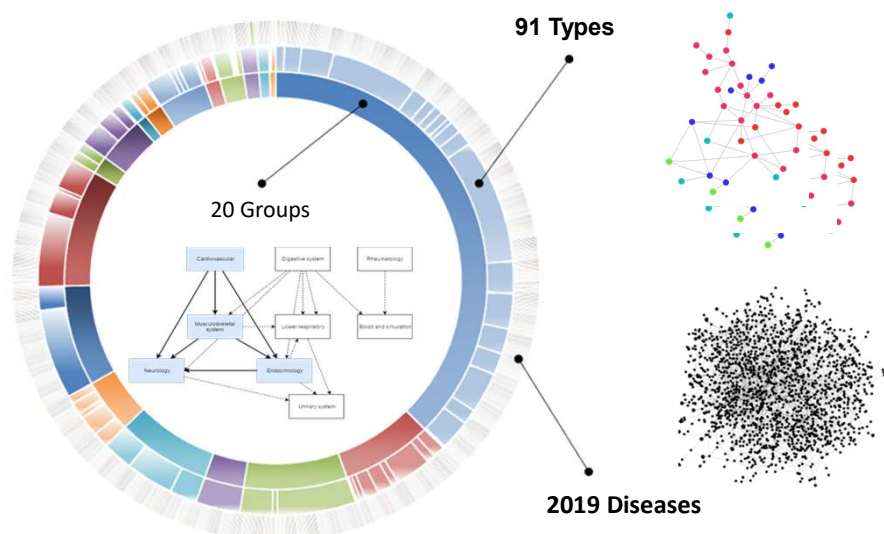 91 Types
20 Groups
Cardiovascular
Digestive system
Rheumatology
Musculoskeletal
system
Lower respiratory
Blood and circulation
Neurology
Endocrinology
Urinary system
2019 Diseases